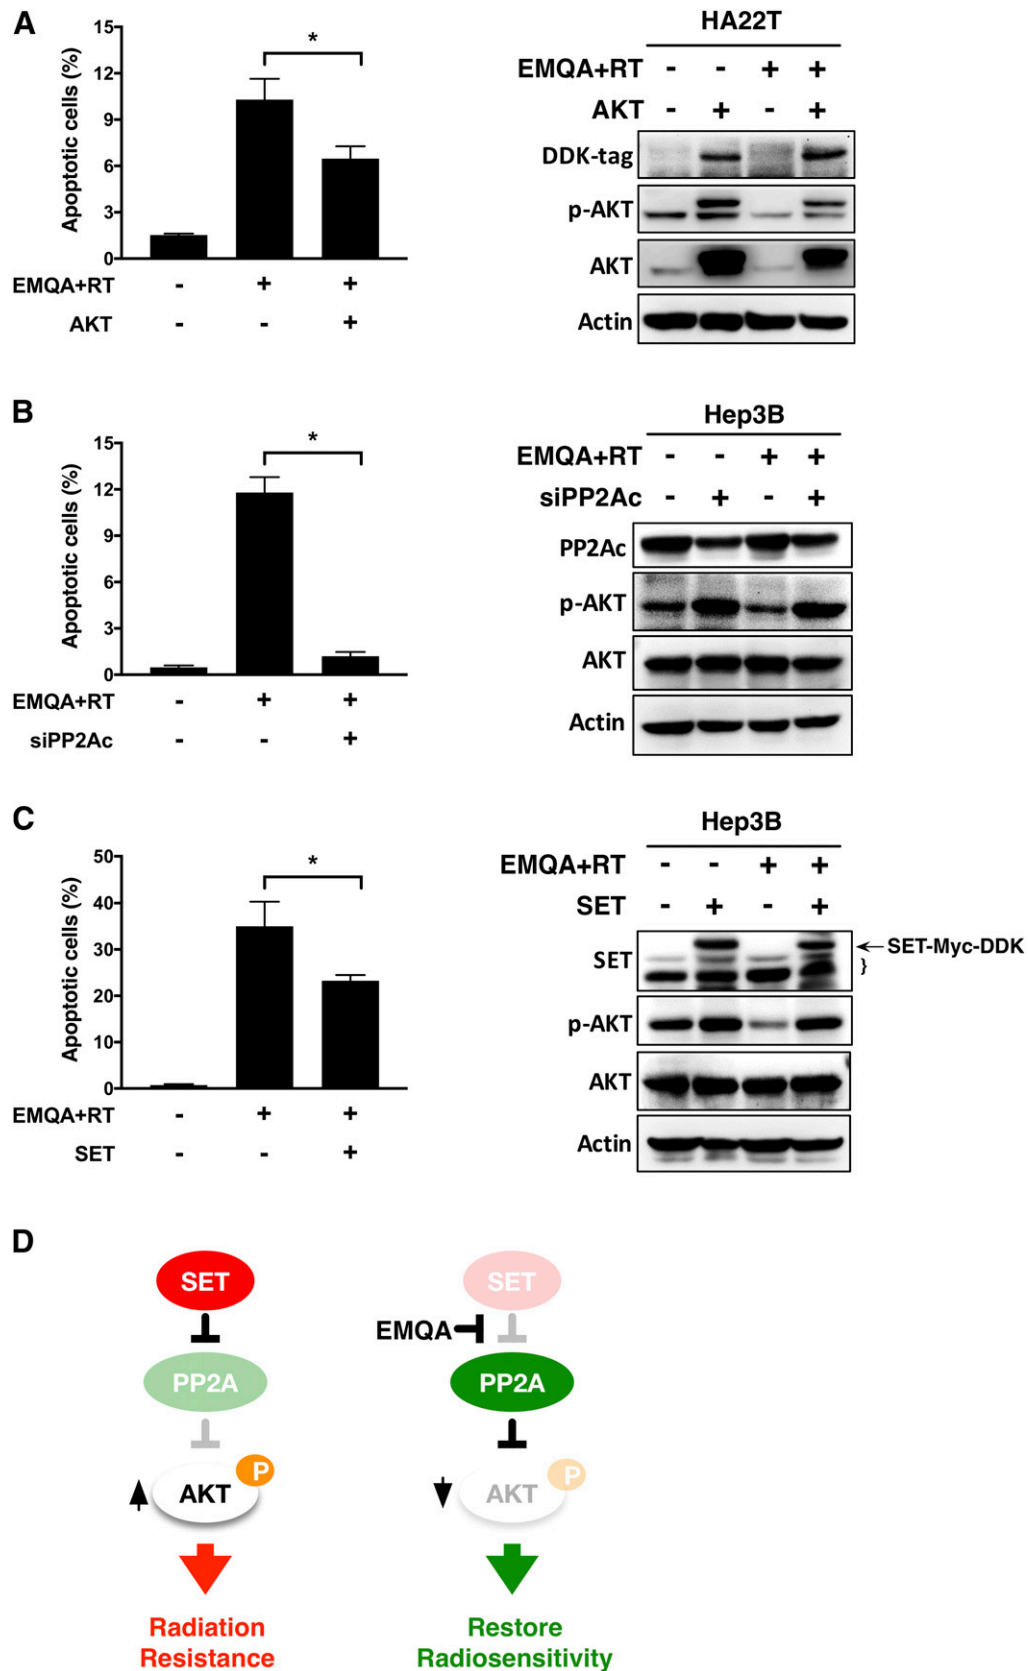 A
15
12
9
6
3
0
Apoptotic cells (%)
*
EMQA+RT - + +
AKT - - +
HA22T
EMQA+RT - - + +
AKT - + - +
DDK-tag
p-AKT
AKT
Actin
B
15
12
9
6
3
0
Apoptotic cells (%)
*
EMQA+RT - + +
siPP2Ac - - +
Hep3B
EMQA+RT - - + +
siPP2Ac - + - +
PP2Ac
p-AKT
AKT
Actin
C
50
40
30
20
10
0
Apoptotic cells (%)
*
EMQA+RT - + +
SET - - +
Hep3B
EMQA+RT - - + +
SET - + - +
SET
SET-Myc-DDK
}
p-AKT
AKT
Actin
D
SET
PP2A
P
AKT
Radiation
Resistance
SET
EMQA
PP2A
P
AKT
Restore
Radiosensitivity